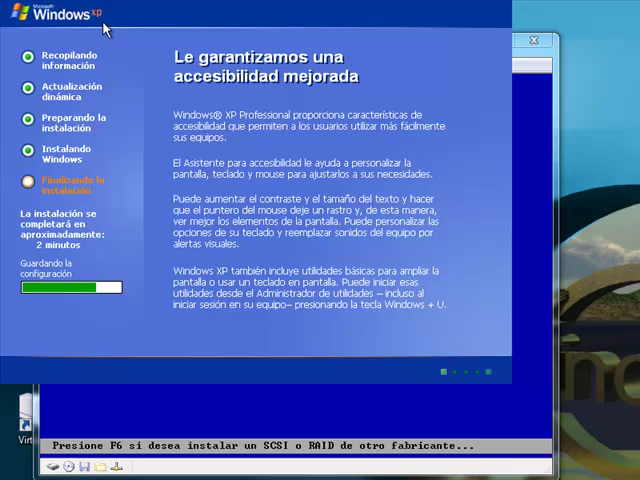 Microsoft
Windows xp
Recopilando
información
Actualización
dinámica
Preparando la
instalación
Instalando
Windows
Finalizando la
instalación
La instalación se
completará en
aproximadamente:
2 minutos
Guardando la
configuración
Le garantizamos una
accesibilidad mejorada
Windows® XP Professional proporciona características de
accesibilidad que permiten a los usuarios utilizar más fácilmente
sus equipos.
El Asistente para accesibilidad le ayuda a personalizar la
pantalla, teclado y mouse para ajustarlos a sus necesidades.
Puede aumentar el contraste y el tamaño del texto y hacer
que el puntero del mouse deje un rastro y, de esta manera,
ver mejor los elementos de la pantalla. Puede personalizar las
opciones de su teclado y reemplazar sonidos del equipo por
alertas visuales.
Windows XP también incluye utilidades básicas para ampliar la
pantalla o usar un teclado en pantalla. Puede iniciar esas
utilidades desde el Administrador de utilidades – incluso al
iniciar sesión en su equipo– presionando la tecla Windows + U.
Presione F6 si desea instalar un SCSI o RAID de otro fabricante...